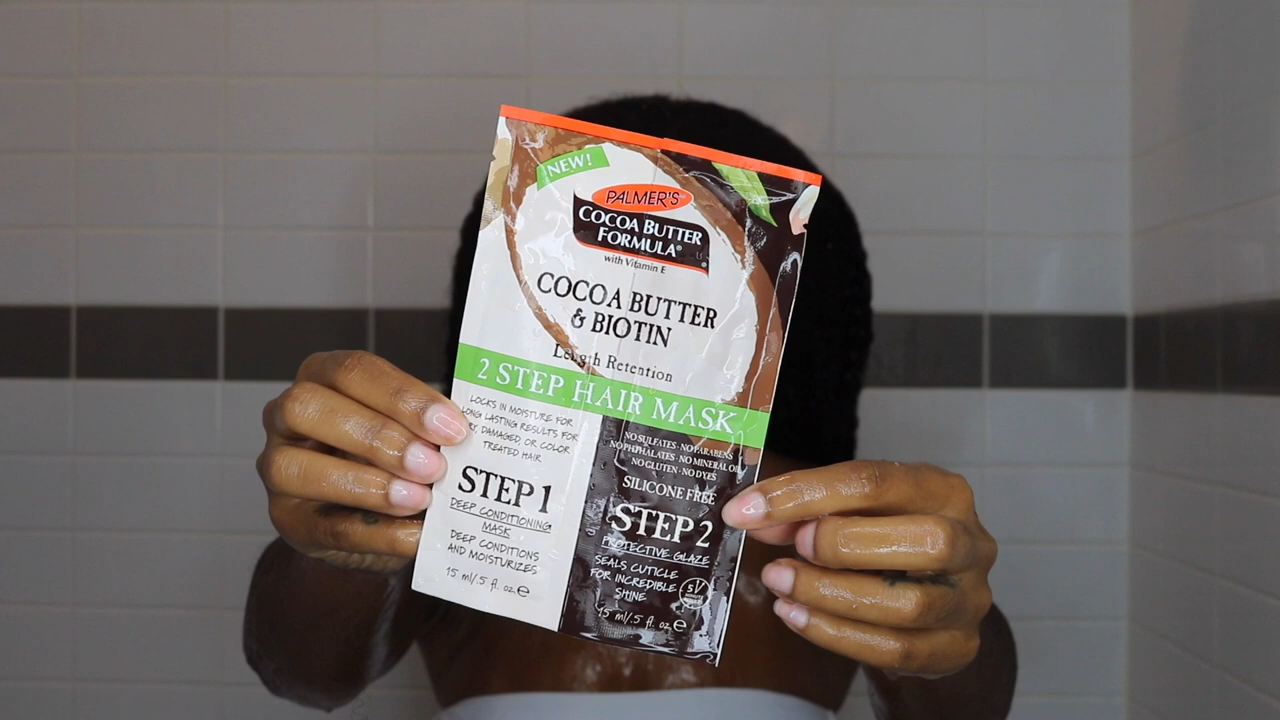 NEW!
PALMER'S
COCOA BUTTER
FORMULA®
with Vitamin E
COCOA BUTTER
& BIOTIN
Length Retention
2 STEP HAIR MASK
LOCKS IN MOISTURE FOR
LONG LASTING RESULTS FOR
DRY, DAMAGED, OR COLOR
TREATED HAIR
STEP 1
DEEP CONDITIONING
MASK
DEEP CONDITIONS
AND MOISTURIZES
15 ml/.5 fl. oz. e
NO SULFATES · NO PARABENS
NO PHTHALATES · NO MINERAL OIL
NO GLUTEN · NO DYES
SILICONE FREE
STEP 2
PROTECTIVE GLAZE
SEALS CUTICLE
FOR INCREDIBLE
SHINE
15 ml/.5 fl. oz. e